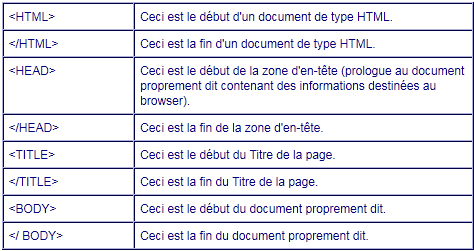 <HTML> Ceci est le début d'un document de type HTML.
</HTML> Ceci est la fin d'un document de type HTML.
<HEAD> Ceci est le début de la zone d'en-tête (prologue au document
proprement dit contenant des informations destinées au
browser).
</HEAD> Ceci est la fin de la zone d'en-tête.
<TITLE> Ceci est le début du Titre de la page.
</TITLE> Ceci est la fin du Titre de la page.
<BODY> Ceci est le début du document proprement dit.
</ BODY> Ceci est la fin du document proprement dit.